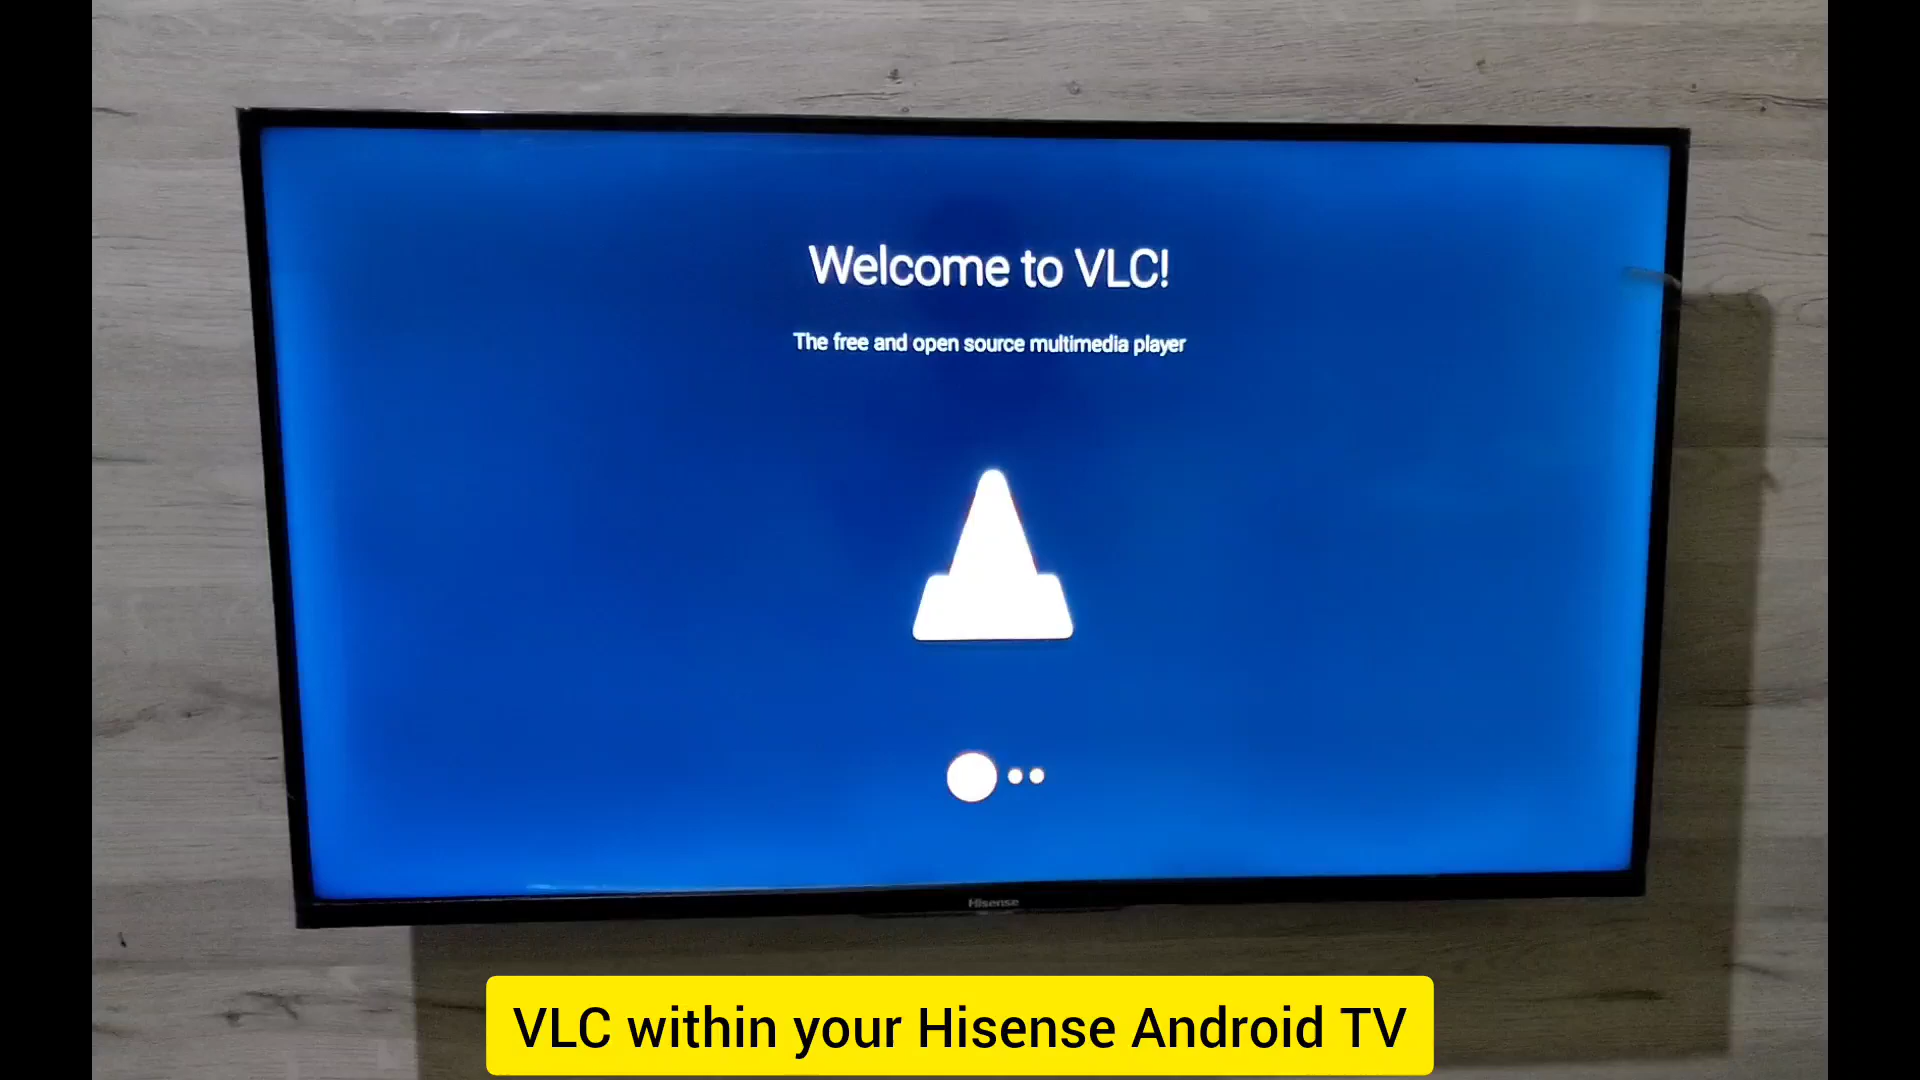 Welcome to VLC!
The free and open source multimedia player
Hisense
VLC within your Hisense Android TV